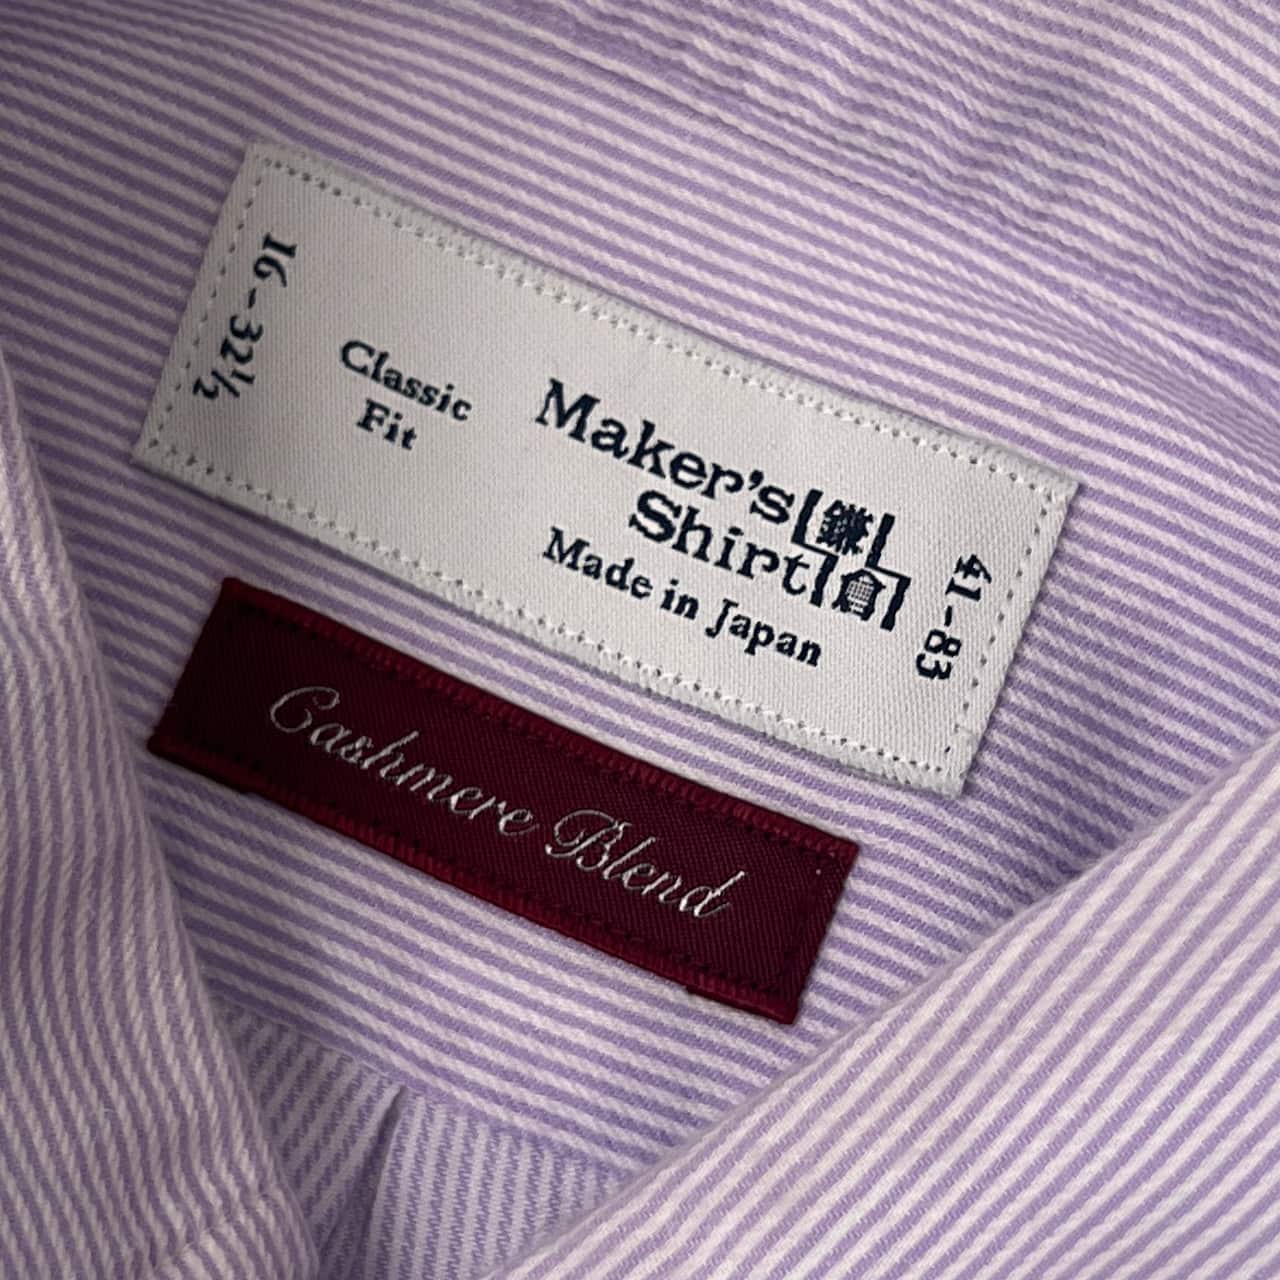 16-32½
Classic
Fit
Maker's 鎌
Shirt 倉
Made in Japan
41-83
Cashmere Blend